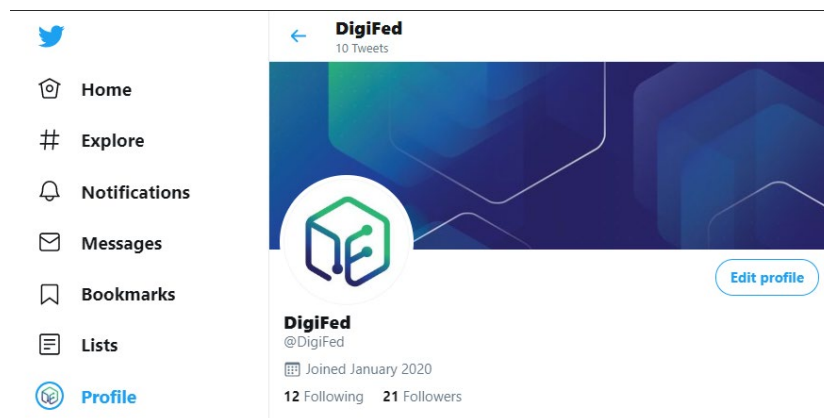 DigiFed
10 Tweets
Home
Explore
Notifications
Messages
Bookmarks
Lists
Profile
Edit profile
DigiFed
@DigiFed
Joined January 2020
12 Following 21 Followers